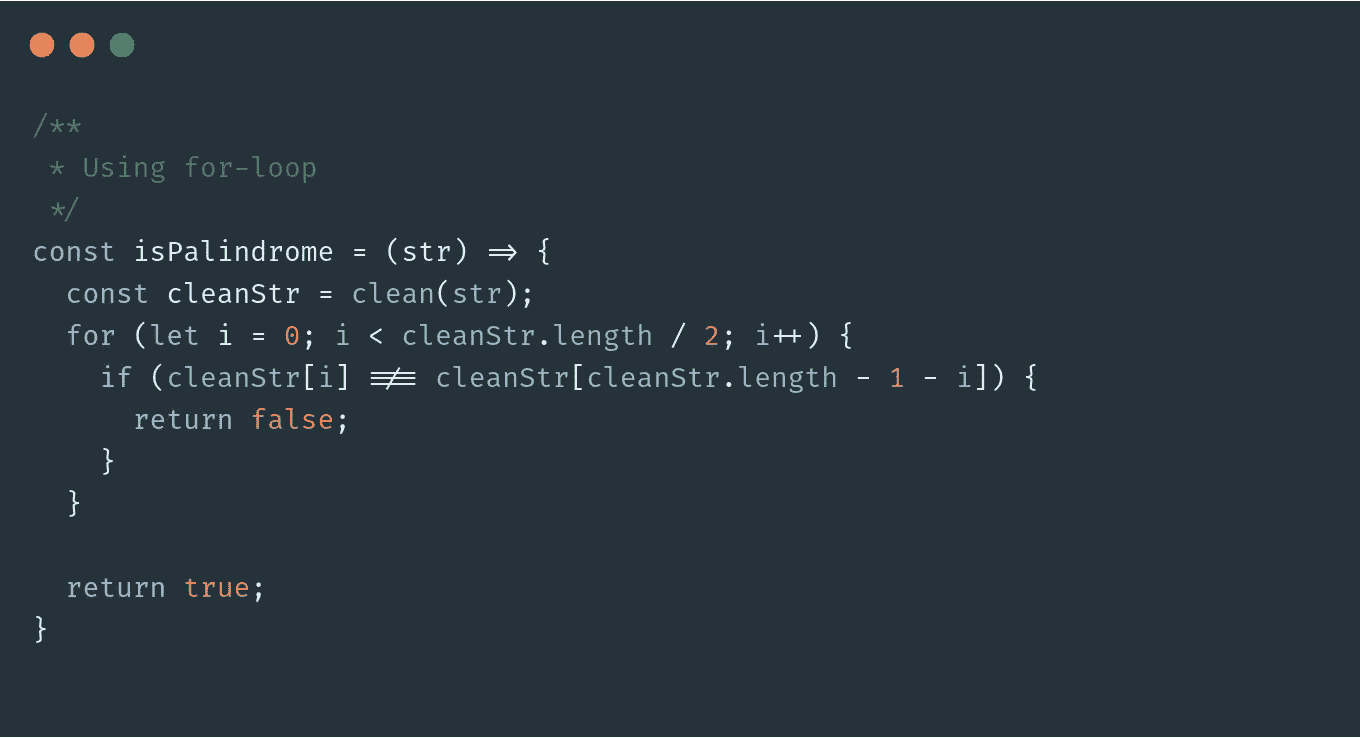 /**
 * Using for-loop
 */
const isPalindrome = (str) => {
  const cleanStr = clean(str);
  for (let i = 0; i < cleanStr.length / 2; i++) {
    if (cleanStr[i] !== cleanStr[cleanStr.length - 1 - i]) {
      return false;
    }
  }

  return true;
}